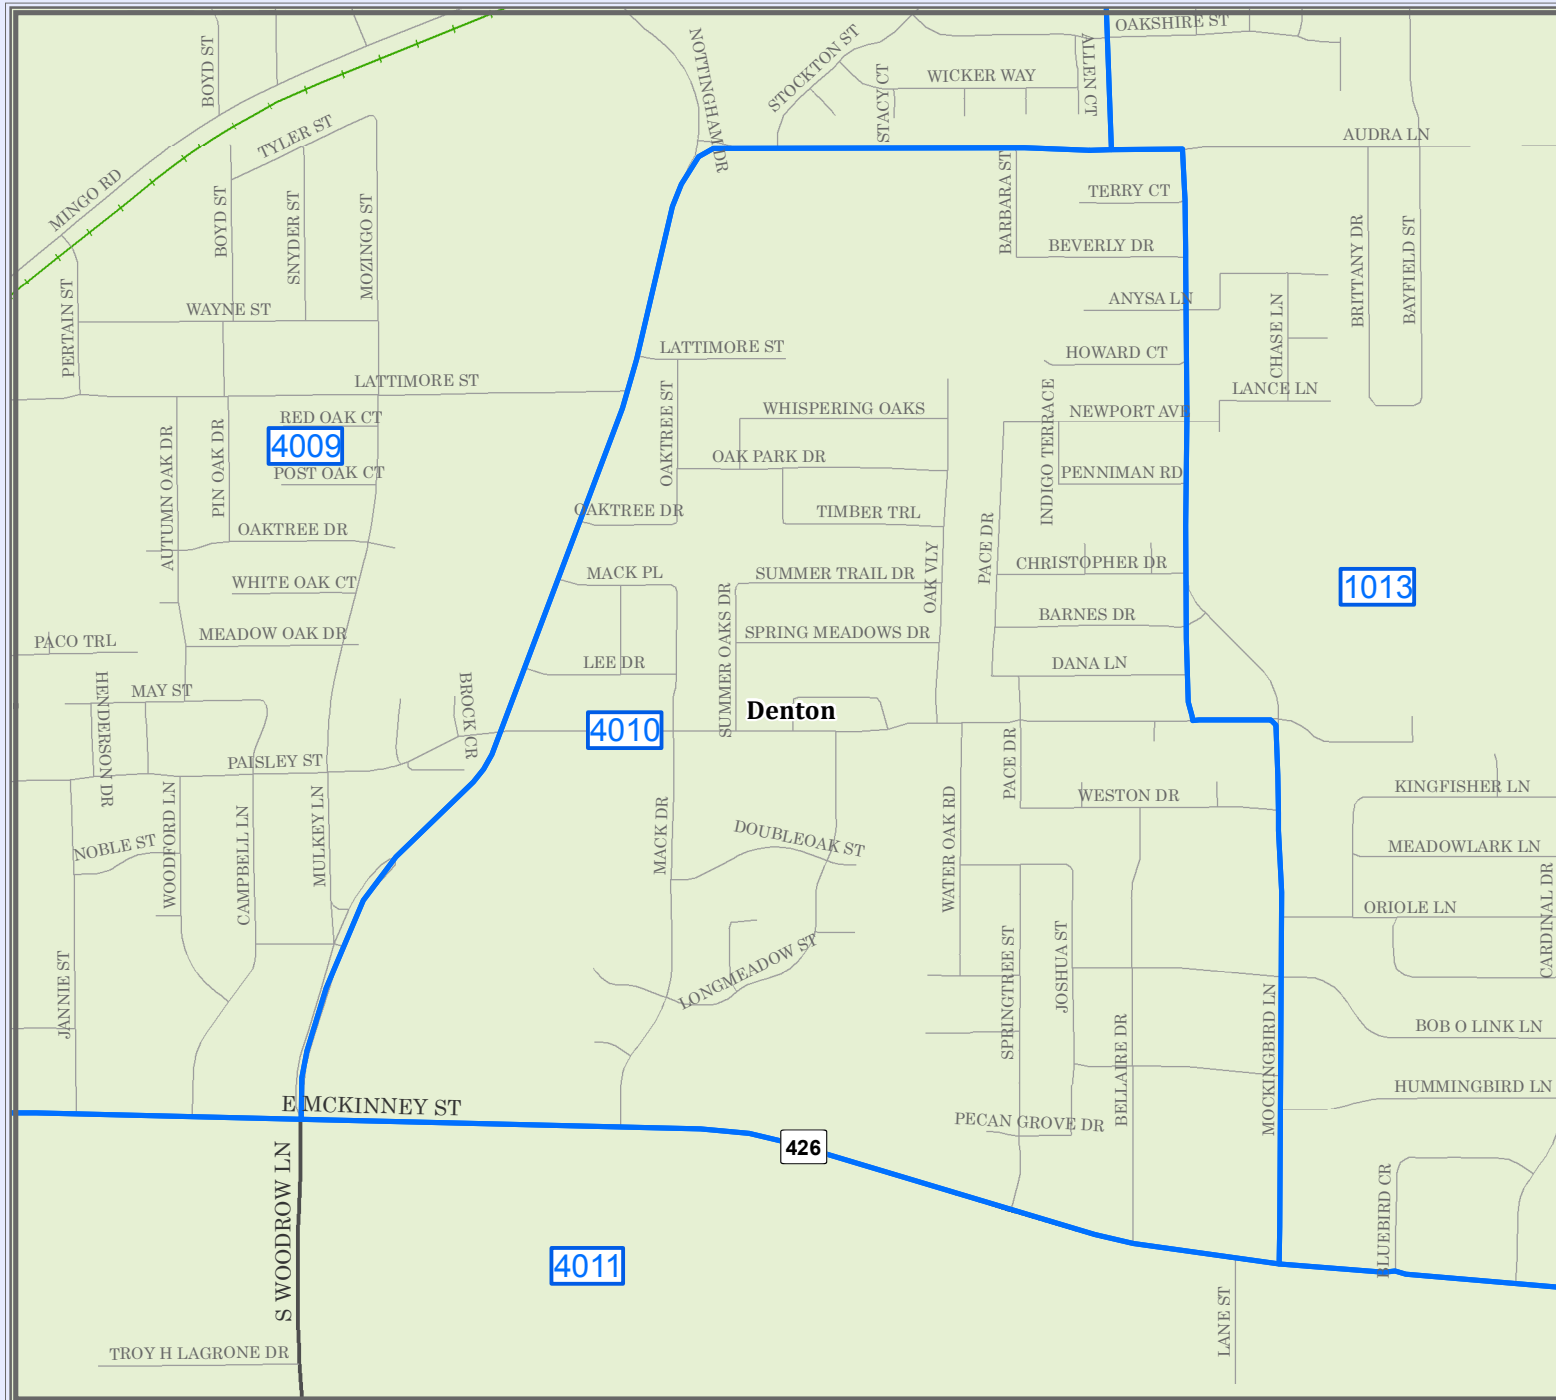 OAKSHIRE ST
BOYD ST
NOTTINGHAM DR
STOCKTON ST
STACY CT
WICKER WAY
ALLEN CT
TYLER ST
AUDRA LN
MINGO RD
BOYD ST
SNYDER ST
MOZINGO ST
BARBARA ST
TERRY CT
BEVERLY DR
BRITTANY DR
BAYFIELD ST
PERTAIN ST
WAYNE ST
ANYSA LN
CHASE LN
LATTIMORE ST
HOWARD CT
LATTIMORE ST
LANCE LN
RED OAK CT
4009
POST OAK CT
OAKTREE ST
WHISPERING OAKS
NEWPORT AVE
INDIGO TERRACE
OAK PARK DR
PENNIMAN RD
AUTUMN OAK DR
PIN OAK DR
OAKTREE DR
OAKTREE DR
TIMBER TRL
PACE DR
OAK VLY
CHRISTOPHER DR
WHITE OAK CT
MACK PL
SUMMER TRAIL DR
1013
BARNES DR
PACO TRL
MEADOW OAK DR
SUMMER OAKS DR
SPRING MEADOWS DR
LEE DR
DANA LN
HENDERSON DR
MAY ST
BROCK CR
4010
Denton
PAISLEY ST
PACE DR
WESTON DR
KINGFISHER LN
WOODFORD LN
CAMPBELL LN
MULKEY LN
NOBLE ST
MACK DR
DOUBLEOAK ST
WATER OAK RD
MEADOWLARK LN
ORIOLE LN
CARDINAL DR
JANNIE ST
LONGMEADOW ST
SPRINGTREE ST
JOSHUA ST
BELLAIRE DR
MOCKINGBIRD LN
BOB O LINK LN
HUMMINGBIRD LN
E MCKINNEY ST
PECAN GROVE DR
426
S WOODROW LN
4011
BLUEBIRD CR
LANE ST
TROY H LAGRONE DR